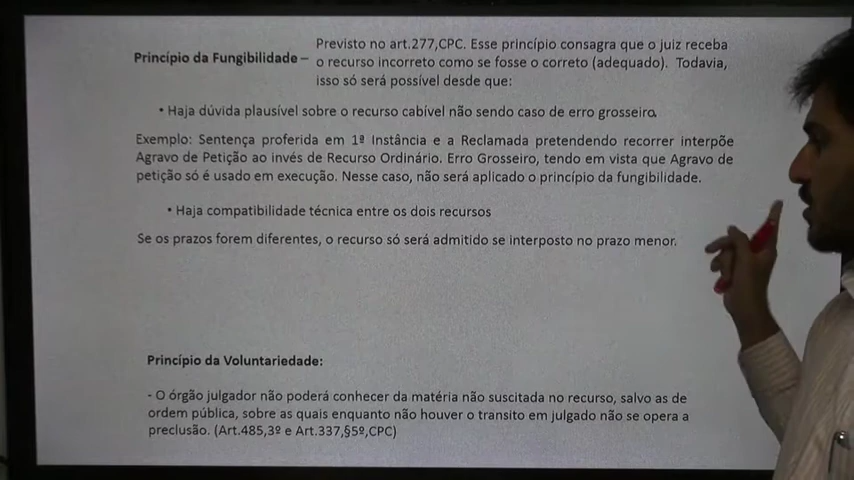 Princípio da Fungibilidade – Previsto no art.277,CPC. Esse princípio consagra que o juiz receba
o recurso incorreto como se fosse o correto (adequado). Todavia,
isso só será possível desde que:
• Haja dúvida plausível sobre o recurso cabível não sendo caso de erro grosseiro.
Exemplo: Sentença proferida em 1ª Instância e a Reclamada pretendendo recorrer interpõe
Agravo de Petição ao invés de Recurso Ordinário. Erro Grosseiro, tendo em vista que Agravo de
petição só é usado em execução. Nesse caso, não será aplicado o princípio da fungibilidade.
• Haja compatibilidade técnica entre os dois recursos
Se os prazos forem diferentes, o recurso só será admitido se interposto no prazo menor.
Princípio da Voluntariedade:
- O órgão julgador não poderá conhecer da matéria não suscitada no recurso, salvo as de
ordem pública, sobre as quais enquanto não houver o transito em julgado não se opera a
preclusão. (Art.485,3º e Art.337,§5º,CPC)